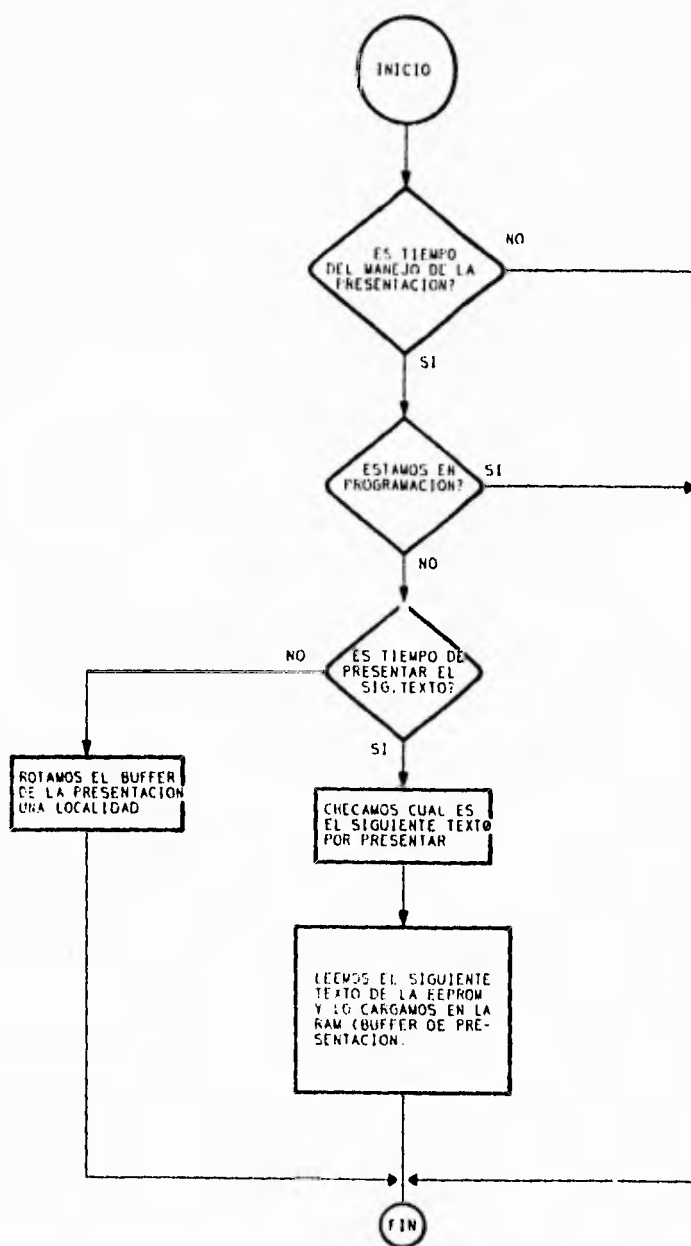 INICIO
ES TIEMPO
DEL MANEJO DE LA
PRESENTACION?
NO
SI
ESTAMOS EN
PROGRAMACION?
SI
NO
ES TIEMPO DE
PRESENTAR EL
SIG.TEXTO?
NO
SI
ROTAMOS EL BUFFER
DE LA PRESENTACION
UNA LOCALIDAD
CHECAMOS CUAL ES
EL SIGUIENTE TEXTO
POR PRESENTAR
LEEMOS EL SIGUIENTE
TEXTO DE LA EEPROM
Y LO CARGAMOS EN LA
RAM (BUFFER DE PRE-
SENTACION.
FIN